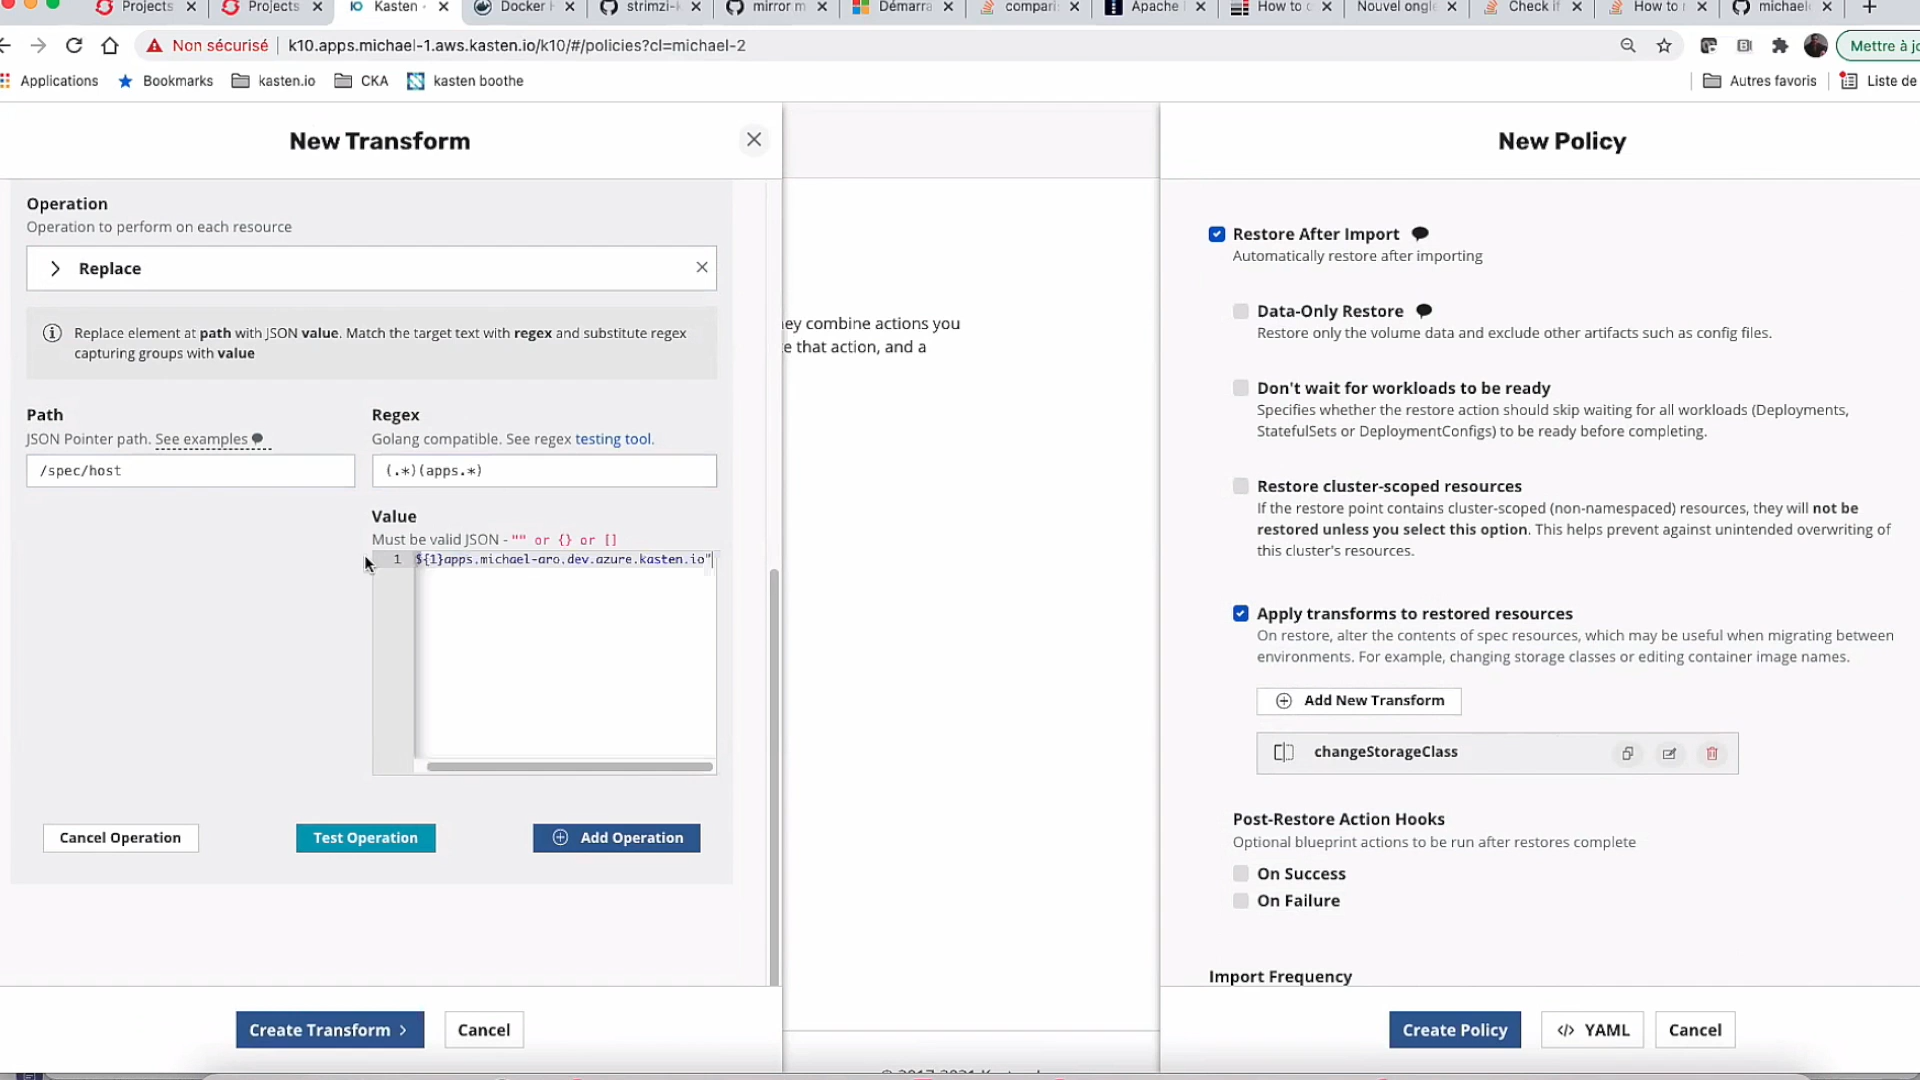 Projects
Projects
Kasten
Docker
strimzi-k
mirror m
Démarra
compari
Apache
How to
Nouvel ongl
Check if
How to
michael
Non sécurisé
k10.apps.michael-1.aws.kasten.io/k10/#/policies?cl=michael-2
Mettre à jo
Applications
Bookmarks
kasten.io
CKA
kasten boothe
Autres favoris
Liste de
New Transform
Operation
Operation to perform on each resource
Replace
Replace element at path with JSON value. Match the target text with regex and substitute regex
capturing groups with value
Path
JSON Pointer path. See examples
/spec/host
Regex
Golang compatible. See regex testing tool.
(.*)(apps.*)
Value
Must be valid JSON - "" or {} or []
1 ${1}apps.michael-aro.dev.azure.kasten.io"
Cancel Operation
Test Operation
Add Operation
Create Transform
Cancel
ey combine actions you
e that action, and a
New Policy
Restore After Import
Automatically restore after importing
Data-Only Restore
Restore only the volume data and exclude other artifacts such as config files.
Don't wait for workloads to be ready
Specifies whether the restore action should skip waiting for all workloads (Deployments,
StatefulSets or DeploymentConfigs) to be ready before completing.
Restore cluster-scoped resources
If the restore point contains cluster-scoped (non-namespaced) resources, they will not be
restored unless you select this option. This helps prevent against unintended overwriting of
this cluster's resources.
Apply transforms to restored resources
On restore, alter the contents of spec resources, which may be useful when migrating between
environments. For example, changing storage classes or editing container image names.
Add New Transform
changeStorageClass
Post-Restore Action Hooks
Optional blueprint actions to be run after restores complete
On Success
On Failure
Import Frequency
Create Policy
</> YAML
Cancel